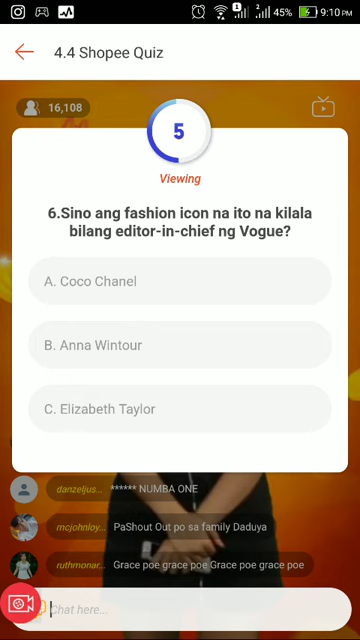 1 2 45% 9:10 PM
4.4 Shopee Quiz
16,108
5
Viewing
6.Sino ang fashion icon na ito na kilala
bilang editor-in-chief ng Vogue?
A. Coco Chanel
B. Anna Wintour
C. Elizabeth Taylor
danzeljus... ****** NUMBA ONE
mcjohnloy... PaShout Out po sa family Daduya
ruthmonar... Grace poe grace poe Grace poe grace poe
Chat here...